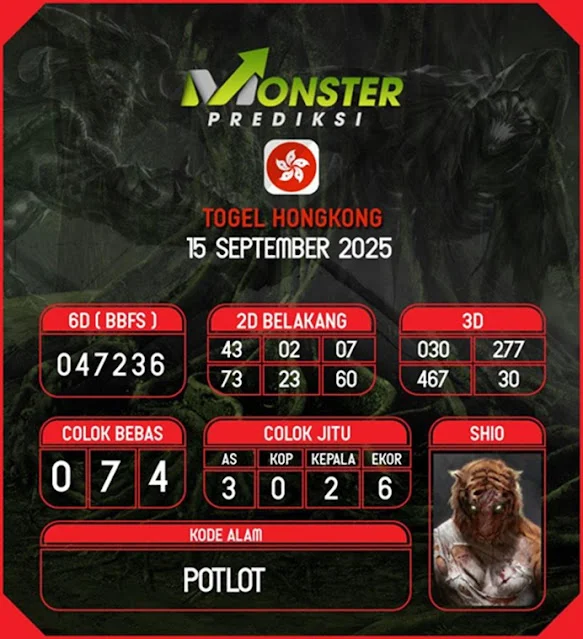 MONSTER
PREDIKSI
TOGEL HONGKONG
15 SEPTEMBER 2025
6D ( BBFS )
047236
2D BELAKANG
43 02 07
73 23 60
3D
030 277
467 30
COLOK BEBAS
0 7 4
COLOK JITU
AS KOP KEPALA EKOR
3 0 2 6
SHIO
KODE ALAM
POTLOT